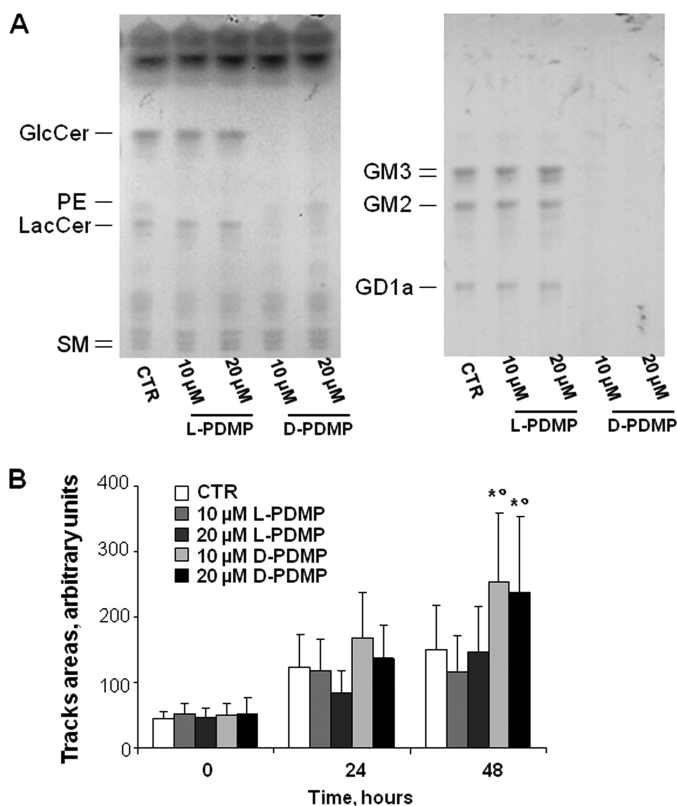 A
GlcCer
PE
LacCer
SM
CTR
10 µM
20 µM
10 µM
20 µM
L-PDMP
D-PDMP
GM3
GM2
GD1a
CTR
10 µM
20 µM
10 µM
20 µM
L-PDMP
D-PDMP
B
Tracks areas, arbitrary units
400
300
200
100
0
CTR
10 µM L-PDMP
20 µM L-PDMP
10 µM D-PDMP
20 µM D-PDMP
*° *°
0 24 48
Time, hours